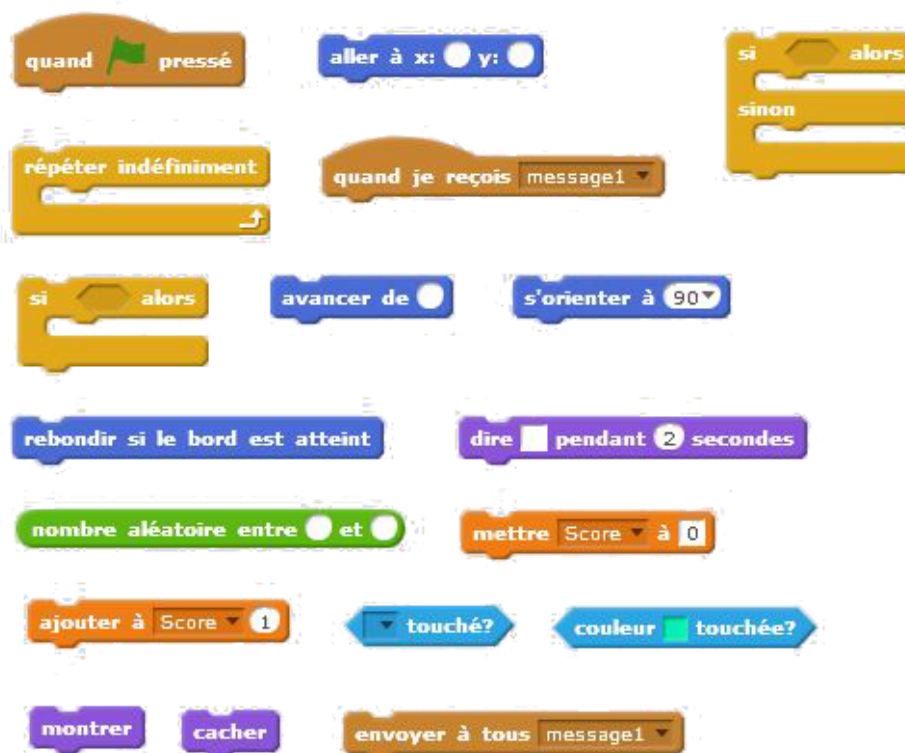 quand pressé
aller à x: y:
si alors
sinon
répéter indéfiniment
quand je reçois message1
si alors
avancer de
s'orienter à 90
rebondir si le bord est atteint
dire pendant 2 secondes
nombre aléatoire entre et
mettre Score à 0
ajouter à Score 1
touché?
couleur touchée?
montrer
cacher
envoyer à tous message1